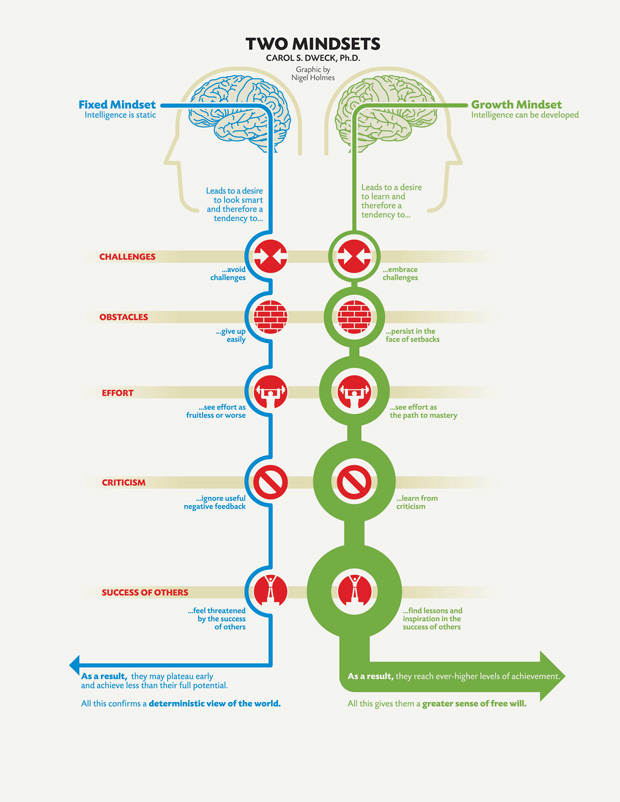 TWO MINDSETS
CAROL S. DWECK, Ph.D.
Graphic by
Nigel Holmes
Fixed Mindset
Intelligence is static
Growth Mindset
Intelligence can be developed
Leads to a desire
to look smart
and therefore a
tendency to...
Leads to a desire
to learn and
therefore a
tendency to...
CHALLENGES
...avoid
challenges
...embrace
challenges
OBSTACLES
...give up
easily
...persist in the
face of setbacks
EFFORT
...see effort as
fruitless or worse
...see effort as
the path to mastery
CRITICISM
...ignore useful
negative feedback
...learn from
criticism
SUCCESS OF OTHERS
...feel threatened
by the success
of others
...find lessons and
inspiration in the
success of others
As a result, they may plateau early
and achieve less than their full potential.
All this confirms a deterministic view of the world.
As a result, they reach ever-higher levels of achievement.
All this gives them a greater sense of free will.